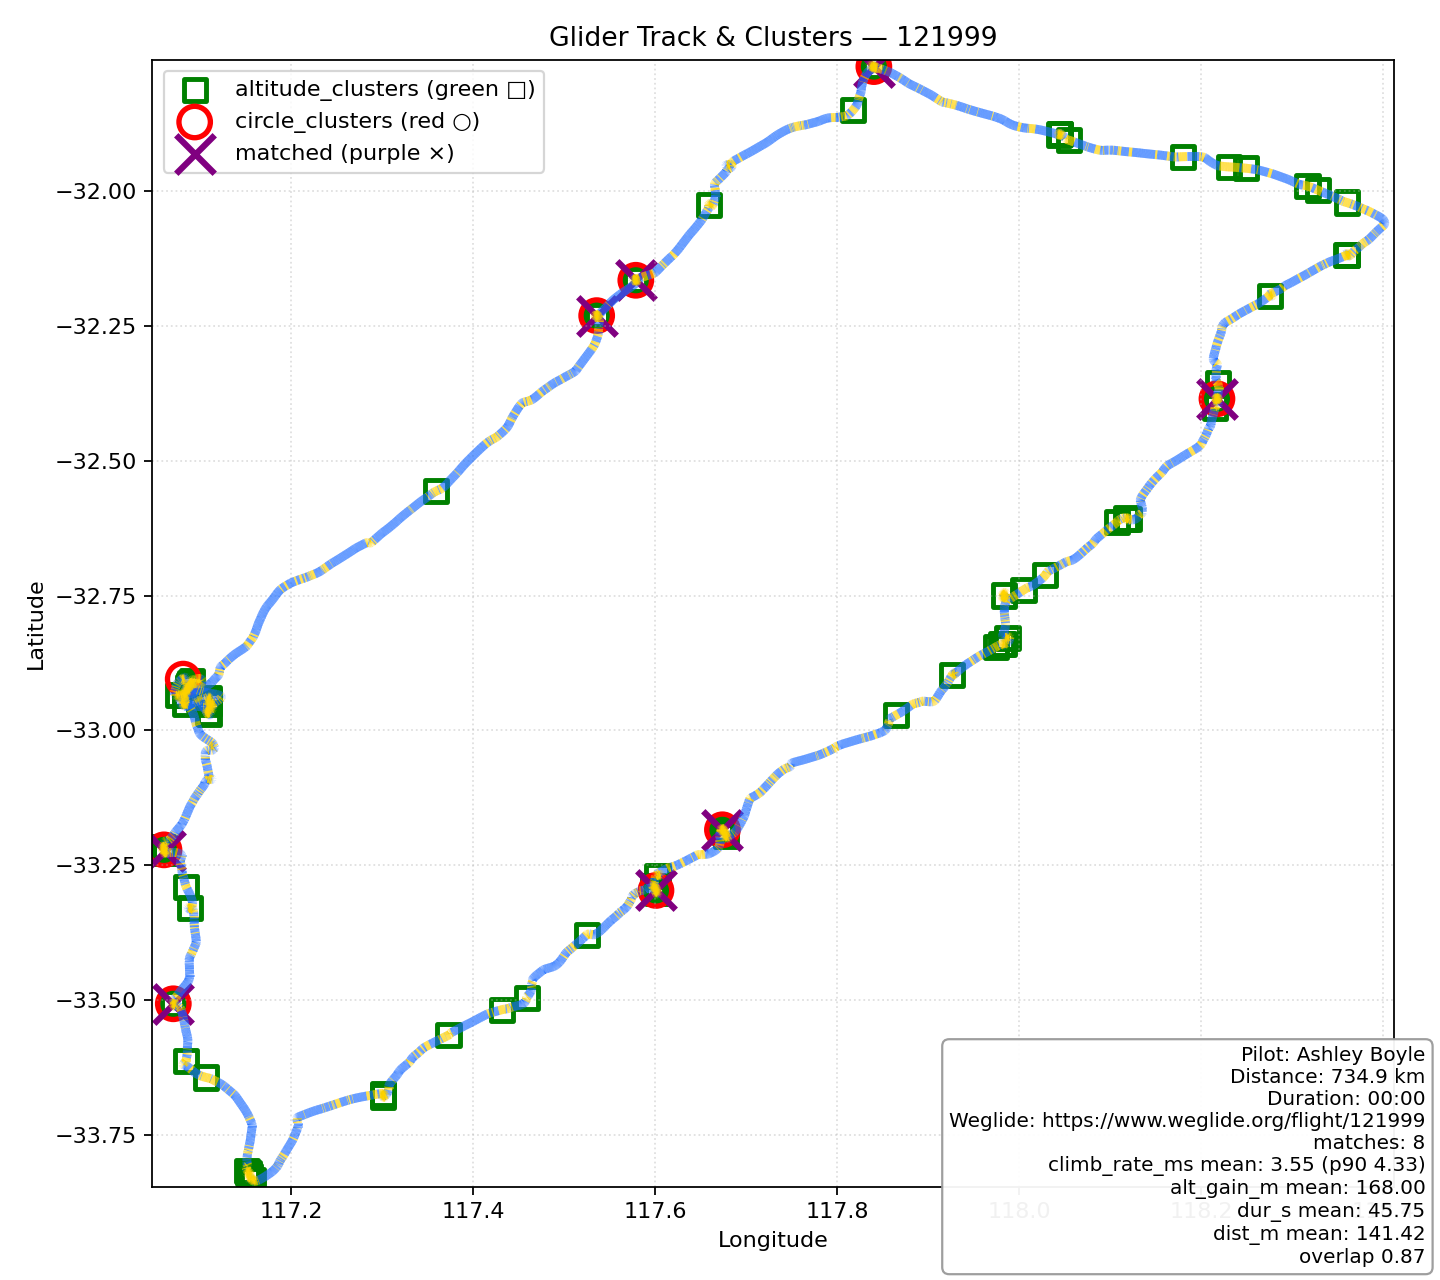 Glider Track & Clusters — 121999
altitude_clusters (green □)
circle_clusters (red ○)
matched (purple ×)
−32.00
−32.25
−32.50
−32.75
−33.00
−33.25
−33.50
−33.75
Latitude
117.2
117.4
117.6
117.8
118.0
118.2
Longitude
Pilot: Ashley Boyle
Distance: 734.9 km
Duration: 00:00
Weglide: https://www.weglide.org/flight/121999
matches: 8
climb_rate_ms mean: 3.55 (p90 4.33)
alt_gain_m mean: 168.00
dur_s mean: 45.75
dist_m mean: 141.42
overlap 0.87